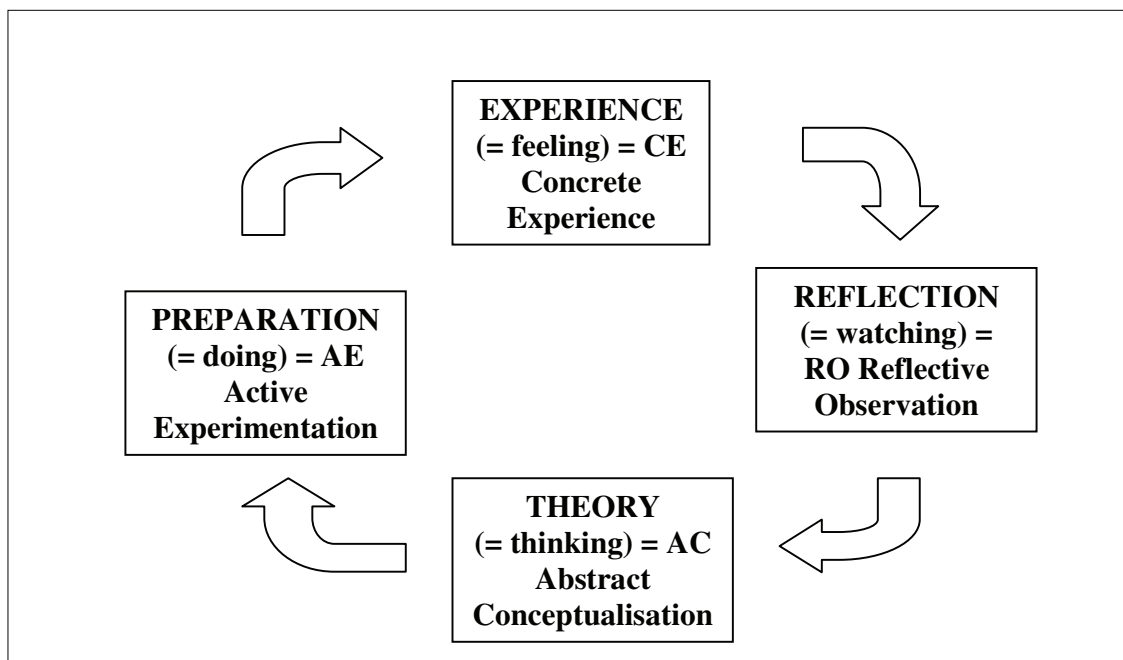 EXPERIENCE
(= feeling) = CE
Concrete
Experience
REFLECTION
(= watching) =
RO Reflective
Observation
PREPARATION
(= doing) = AE
Active
Experimentation
THEORY
(= thinking) = AC
Abstract
Conceptualisation